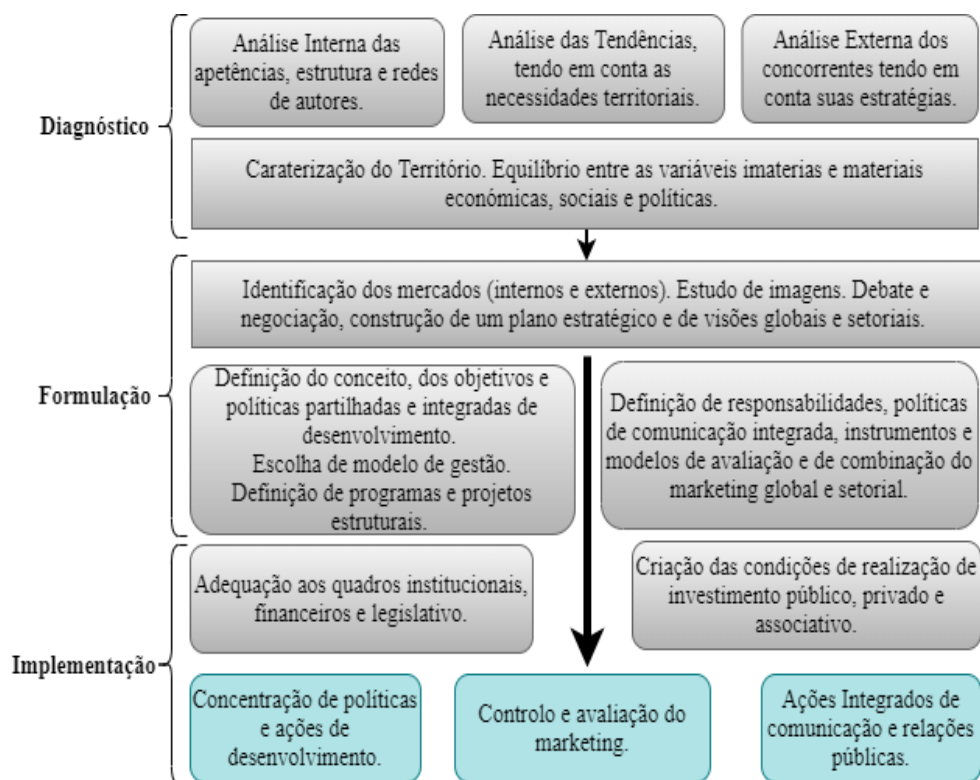 Análise Interna das
apetências, estrutura e redes
de autores.
Análise das Tendências,
tendo em conta as
necessidades territoriais.
Análise Externa dos
concorrentes tendo em
conta suas estratégias.
Diagnóstico
Caraterização do Território. Equilíbrio entre as variáveis imaterias e materiais
económicas, sociais e políticas.
Identificação dos mercados (internos e externos). Estudo de imagens. Debate e
negociação, construção de um plano estratégico e de visões globais e setoriais.
Formulação
Definição do conceito, dos objetivos e
políticas partilhadas e integradas de
desenvolvimento.
Escolha de modelo de gestão.
Definição de programas e projetos
estruturais.
Definição de responsabilidades, políticas
de comunicação integrada, instrumentos e
modelos de avaliação e de combinação do
marketing global e setorial.
Adequação aos quadros institucionais,
financeiros e legislativo.
Criação das condições de realização de
investimento público, privado e
associativo.
Implementação
Concentração de políticas
e ações de
desenvolvimento.
Controlo e avaliação do
marketing.
Ações Integrados de
comunicação e relações
públicas.